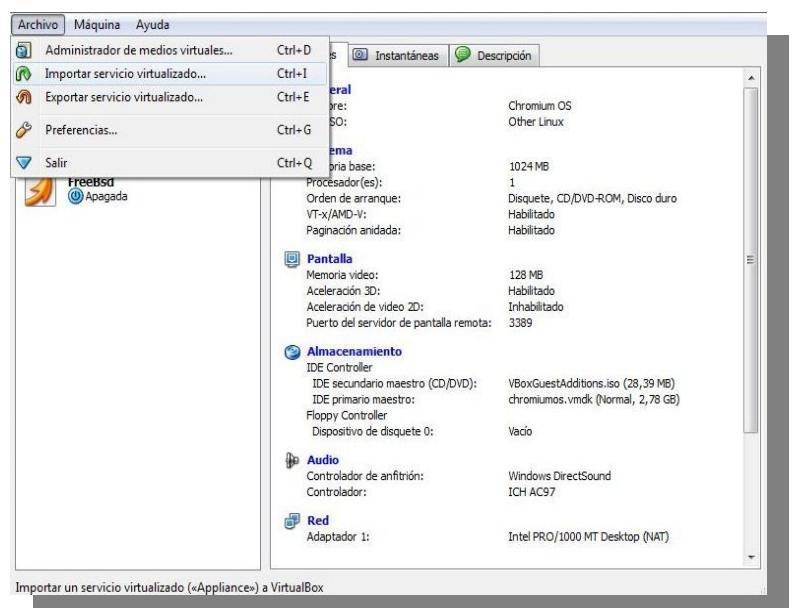 Archivo Máquina Ayuda
Administrador de medios virtuales... Ctrl+D
Importar servicio virtualizado... Ctrl+I
Exportar servicio virtualizado... Ctrl+E
Preferencias... Ctrl+G
Salir Ctrl+Q
FreeBsd
Apagada
Instantáneas Descripción
Chromium OS
SO: Other Linux
base: 1024 MB
Procesador(es): 1
Orden de arranque: Disquete, CD/DVD-ROM, Disco duro
VT-x/AMD-V: Habilitado
Paginación anidada: Habilitado
Pantalla
Memoria video: 128 MB
Aceleración 3D: Habilitado
Aceleración de video 2D: Inhabilitado
Puerto del servidor de pantalla remota: 3389
Almacenamiento
IDE Controller
IDE secundario maestro (CD/DVD): VBoxGuestAdditions.iso (28,39 MB)
IDE primario maestro: chromiumos.vmdk (Normal, 2,78 GB)
Floppy Controller
Dispositivo de disquete 0: Vacío
Audio
Controlador de anfitrión: Windows DirectSound
Controlador: ICH AC97
Red
Adaptador 1: Intel PRO/1000 MT Desktop (NAT)
Importar un servicio virtualizado («Appliance») a VirtualBox